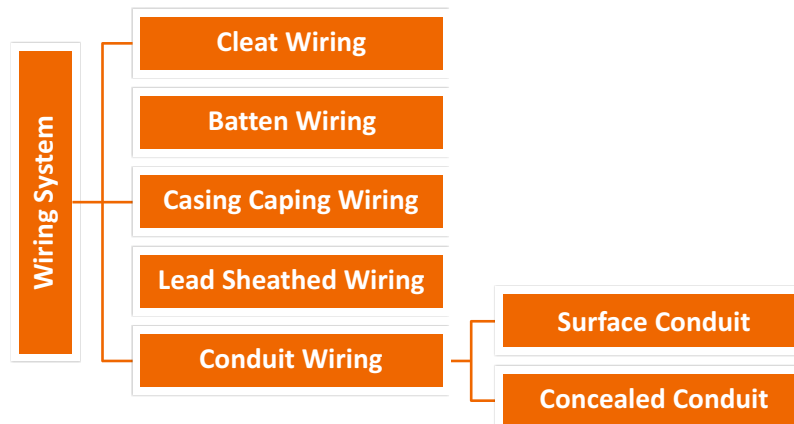 Wiring System
Cleat Wiring
Batten Wiring
Casing Caping Wiring
Lead Sheathed Wiring
Conduit Wiring
Surface Conduit
Concealed Conduit